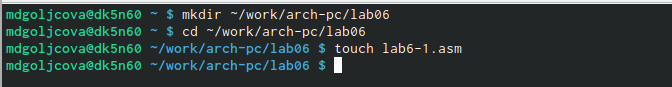 mdgoljcova@dk5n60 ~ $ mkdir ~/work/arch-pc/lab06
mdgoljcova@dk5n60 ~ $ cd ~/work/arch-pc/lab06
mdgoljcova@dk5n60 ~/work/arch-pc/lab06 $ touch lab6-1.asm
mdgoljcova@dk5n60 ~/work/arch-pc/lab06 $